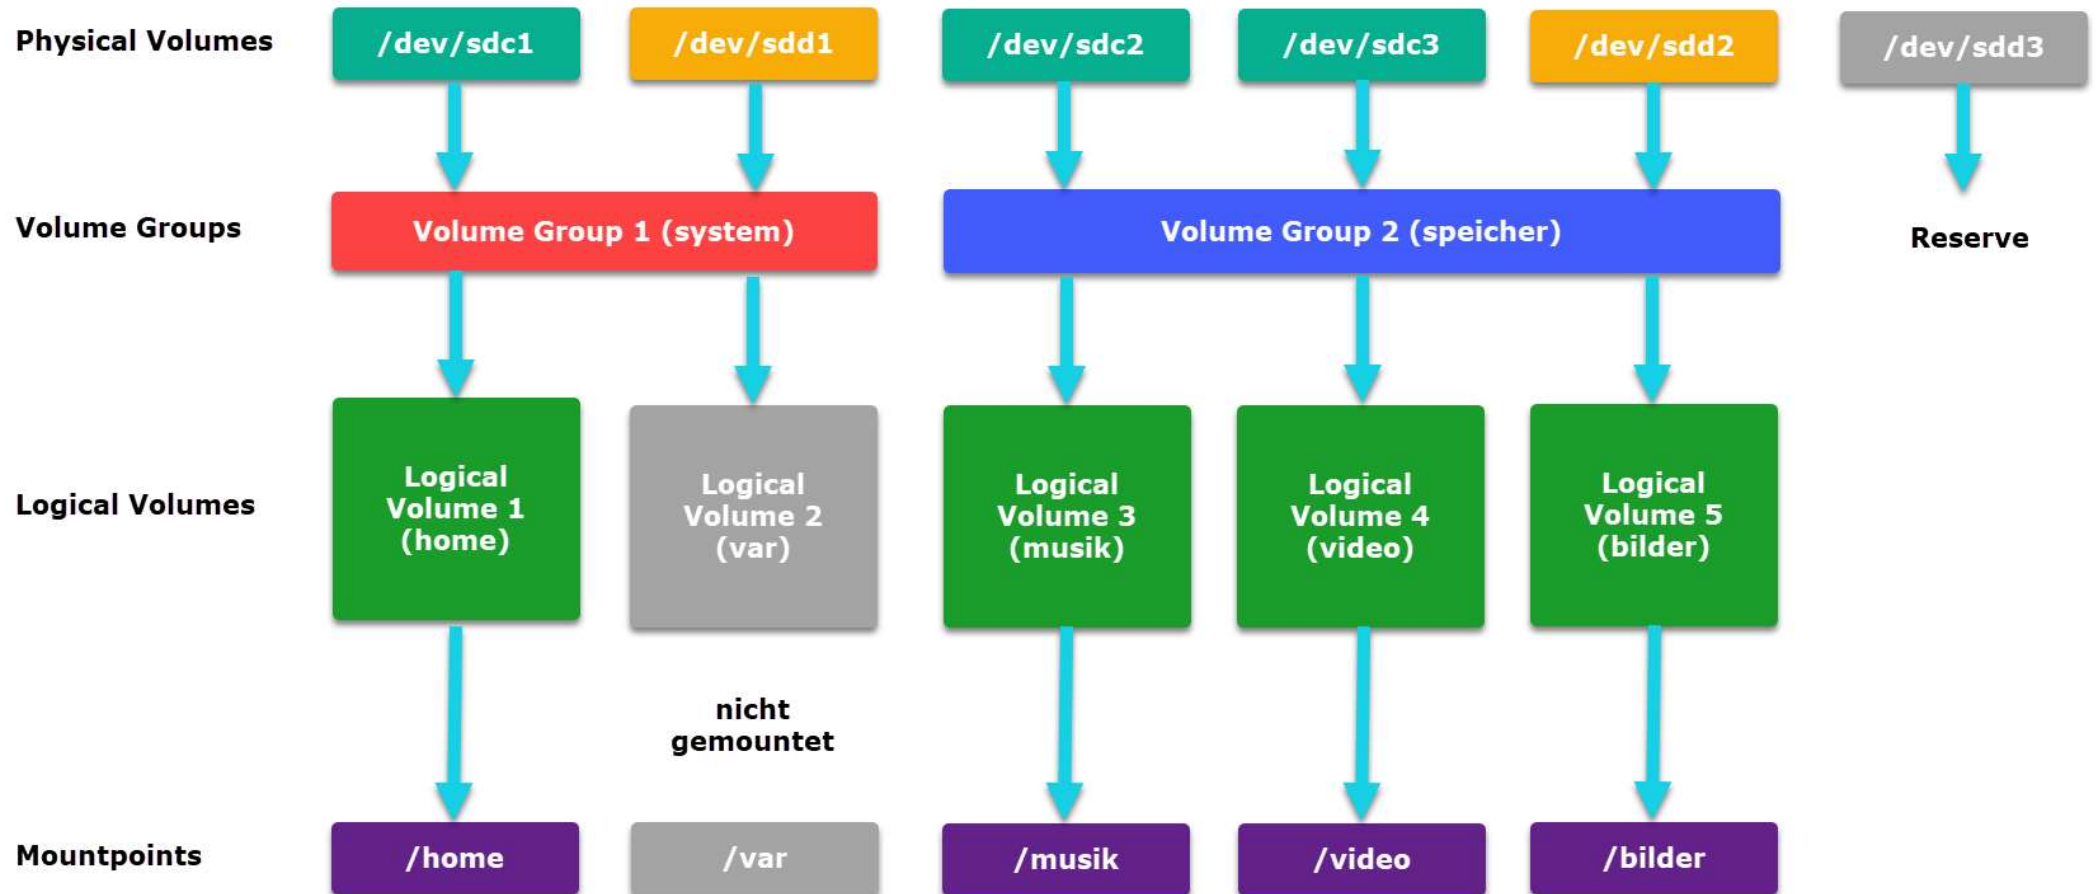 Physical Volumes
/dev/sdc1
/dev/sdd1
/dev/sdc2
/dev/sdc3
/dev/sdd2
/dev/sdd3
Volume Groups
Volume Group 1 (system)
Volume Group 2 (speicher)
Reserve
Logical Volumes
Logical
Volume 1
(home)
Logical
Volume 2
(var)
Logical
Volume 3
(musik)
Logical
Volume 4
(video)
Logical
Volume 5
(bilder)
nicht
gemountet
Mountpoints
/home
/var
/musik
/video
/bilder